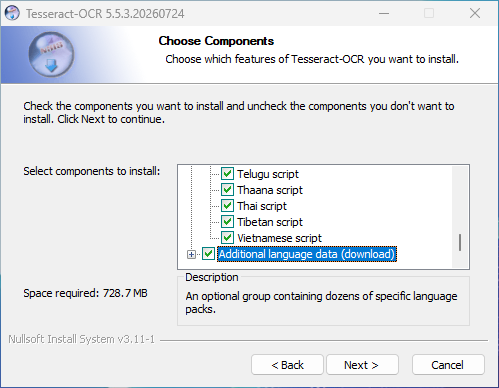 Tesseract-OCR 5.5.3.20260724
Choose Components
Choose which features of Tesseract-OCR you want to install.
Check the components you want to install and uncheck the components you don't want to
install. Click Next to continue.
Select components to install:
Telugu script
Thaana script
Thai script
Tibetan script
Vietnamese script
Additional language data (download)
Space required: 728.7 MB
Description
An optional group containing dozens of specific language
packs.
Nullsoft Install System v3.11-1
< Back
Next >
Cancel